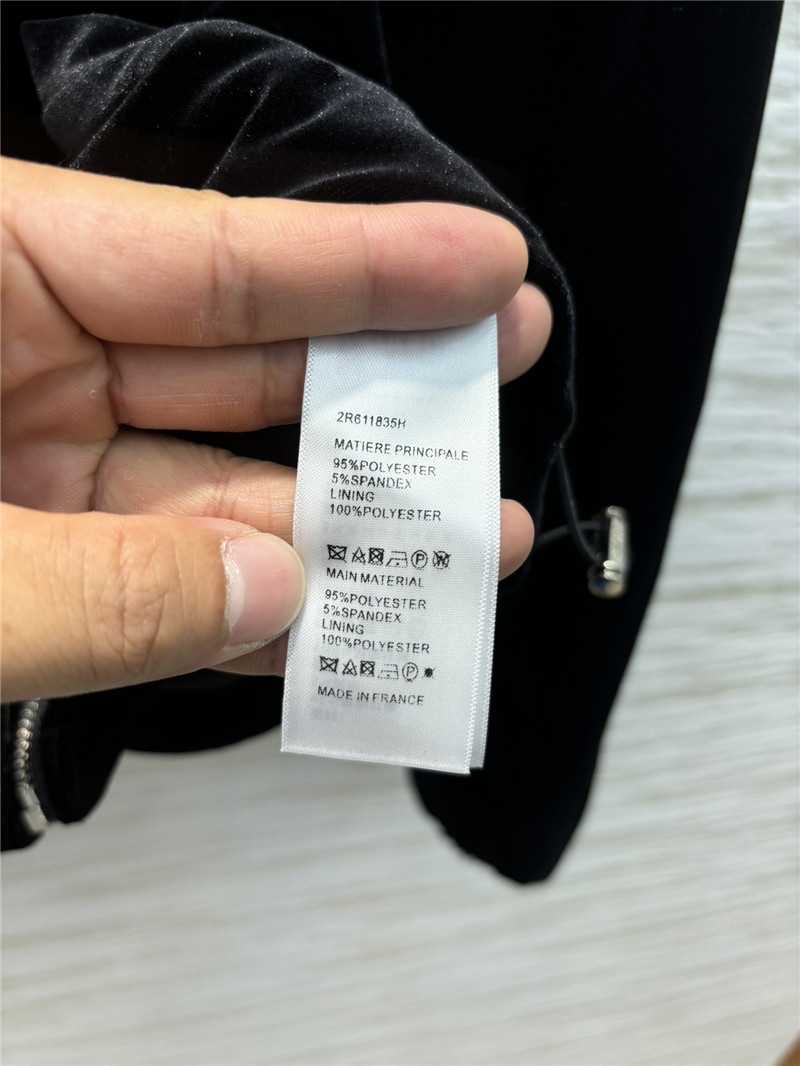 2R611835H
MATIERE PRINCIPALE
95%POLYESTER
5%SPANDEX
LINING
100%POLYESTER
P W
MAIN MATERIAL
95%POLYESTER
5%SPANDEX
LINING
100%POLYESTER
P
MADE IN FRANCE